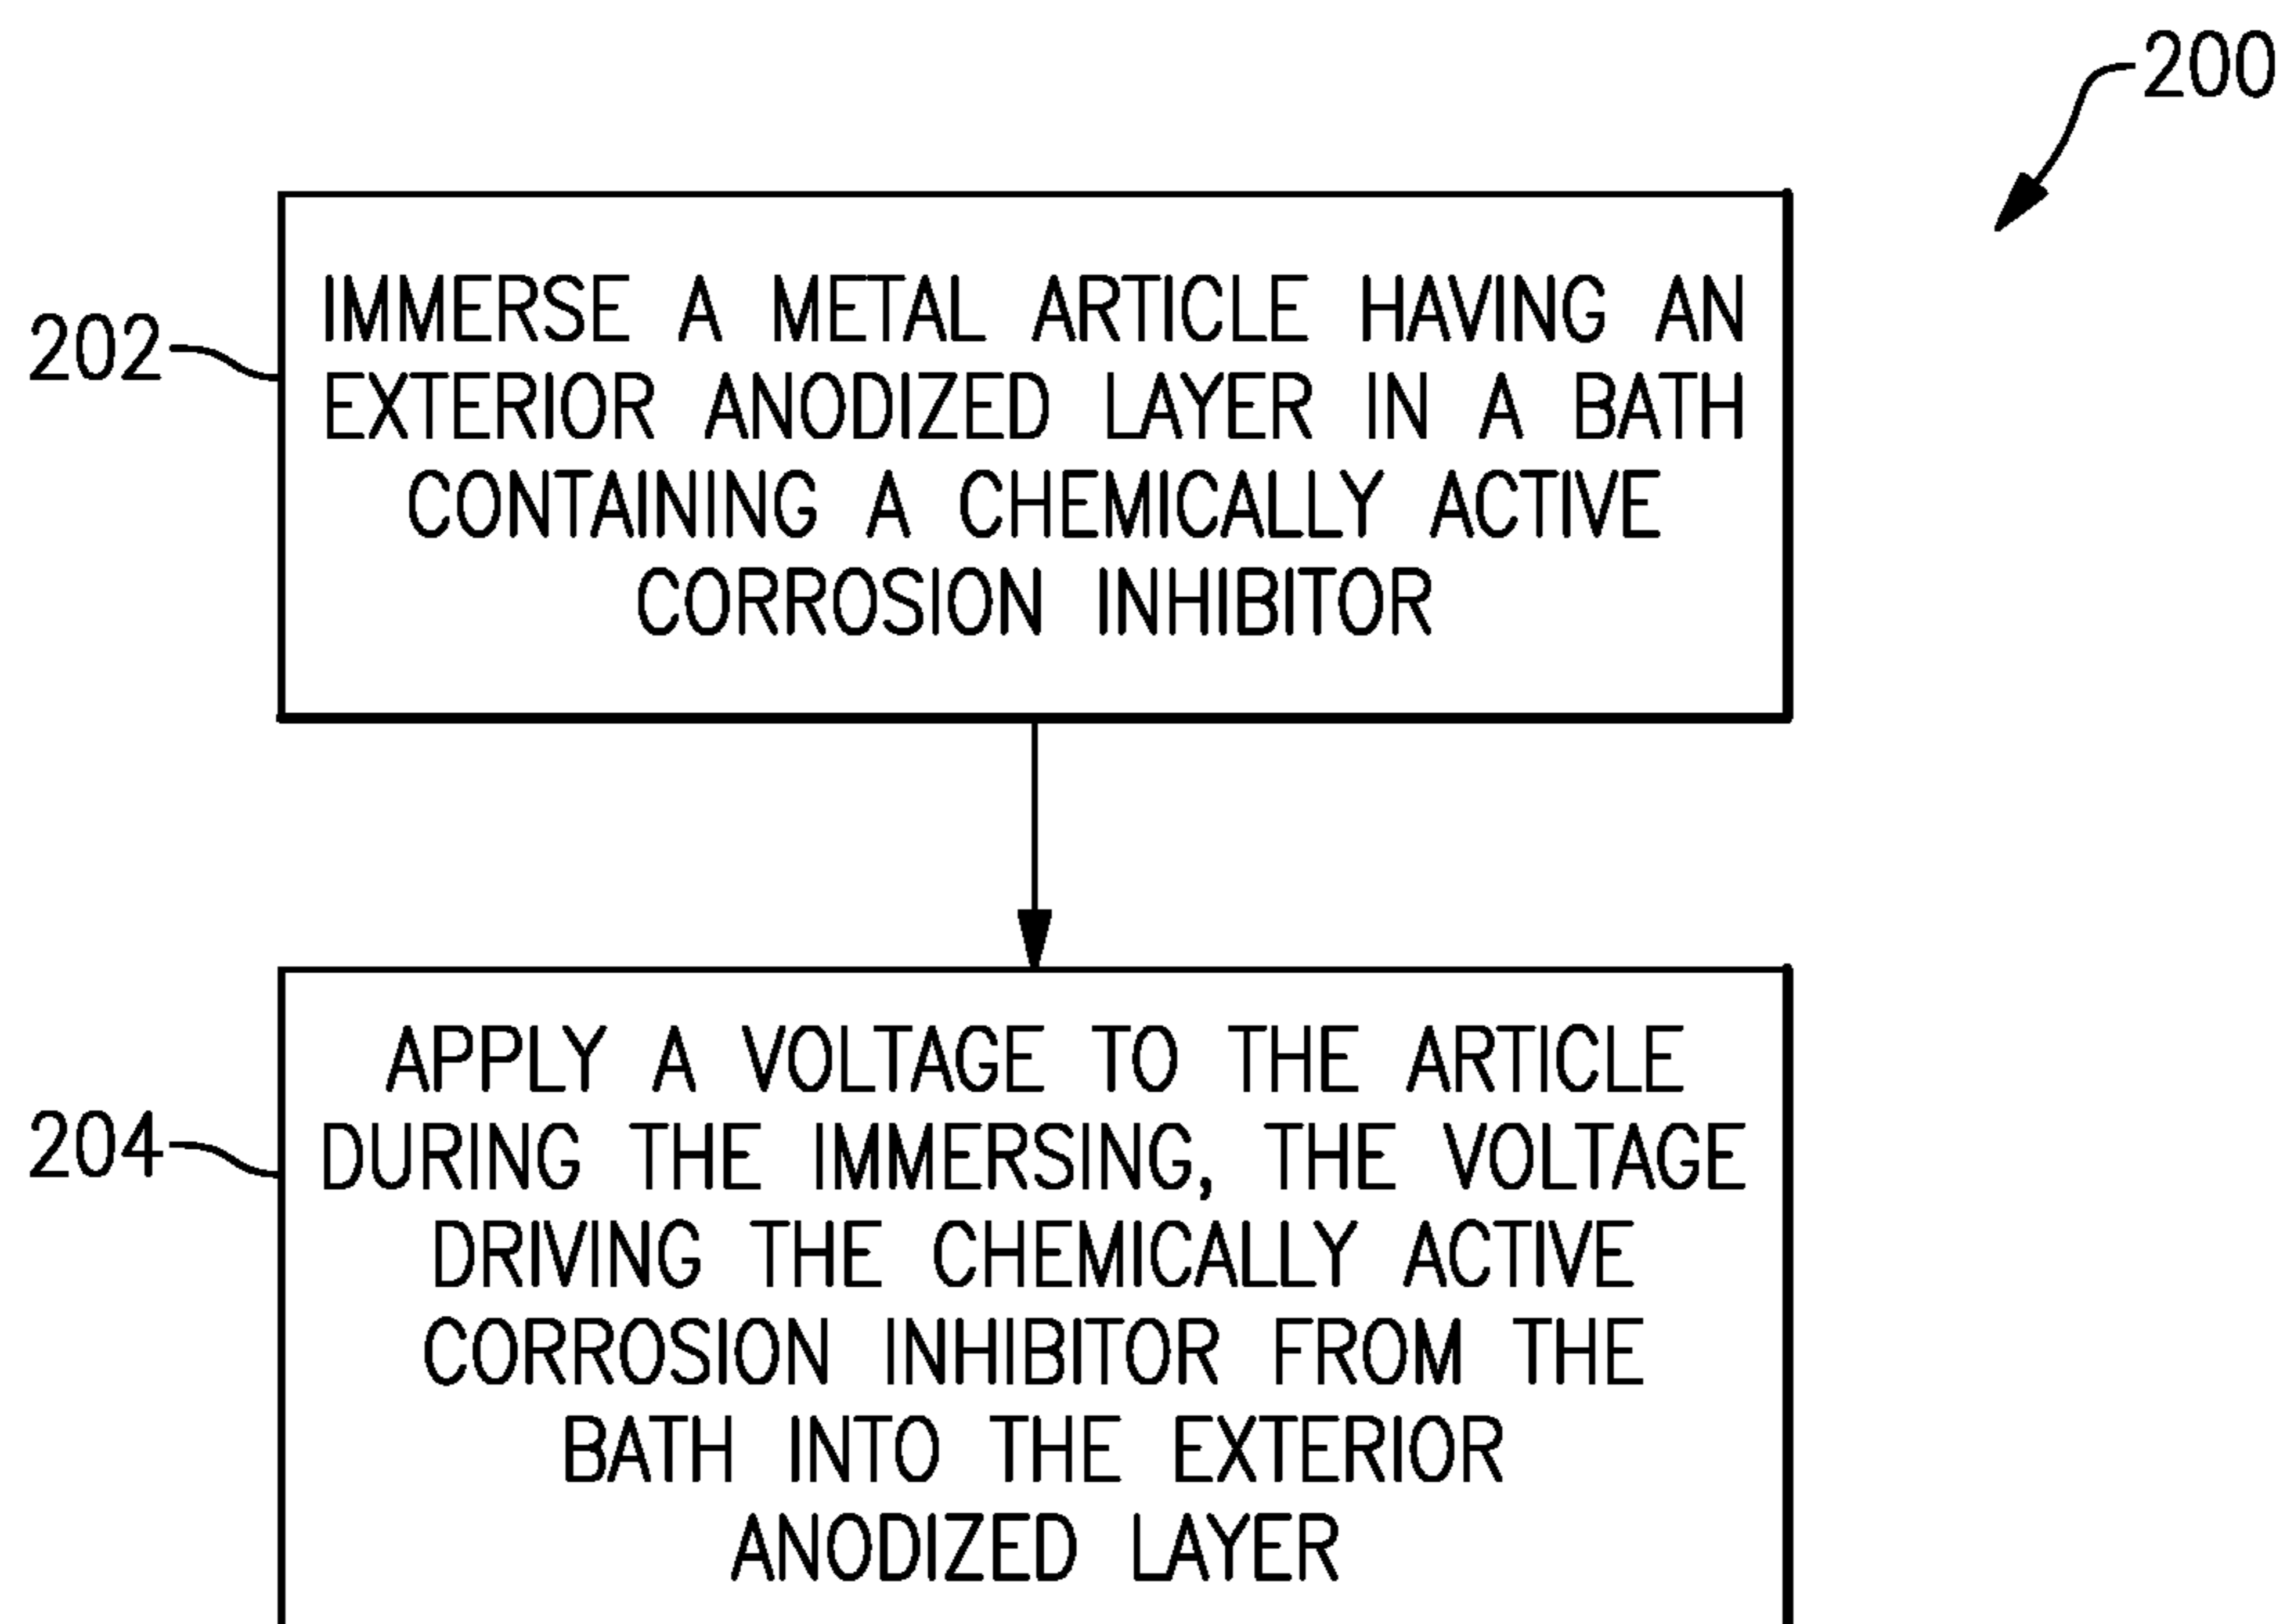 200
202
IMMERSE A METAL ARTICLE HAVING AN
EXTERIOR ANODIZED LAYER IN A BATH
CONTAINING A CHEMICALLY ACTIVE
CORROSION INHIBITOR
204
APPLY A VOLTAGE TO THE ARTICLE
DURING THE IMMERSING, THE VOLTAGE
DRIVING THE CHEMICALLY ACTIVE
CORROSION INHIBITOR FROM THE
BATH INTO THE EXTERIOR
ANODIZED LAYER